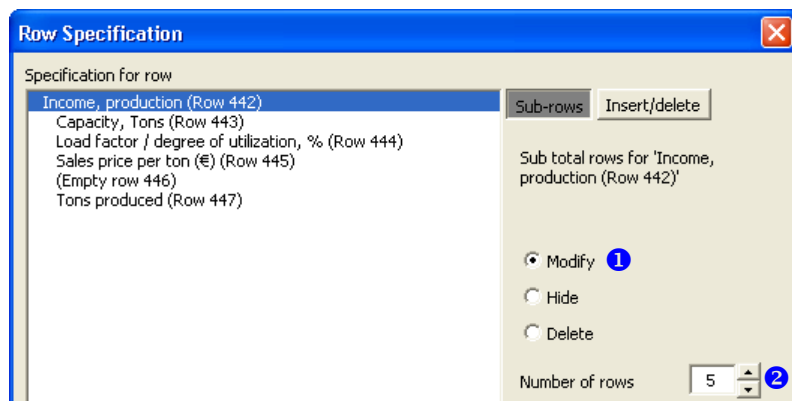 Row Specification
Specification for row
Income, production (Row 442)
Capacity, Tons (Row 443)
Load factor / degree of utilization, % (Row 444)
Sales price per ton (€) (Row 445)
(Empty row 446)
Tons produced (Row 447)
Sub-rows Insert/delete
Sub total rows for 'Income,
production (Row 442)'
Modify 1
Hide
Delete
Number of rows 5 2